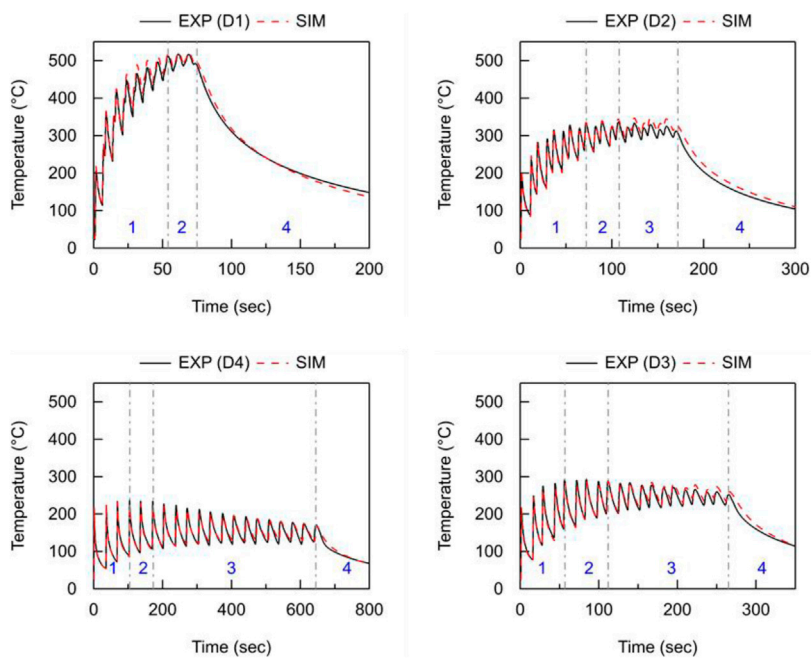 EXP (D1) SIM
Temperature (°C)
500
400
300
200
100
0
1 2 4
0 50 100 150 200
Time (sec)
EXP (D2) SIM
Temperature (°C)
500
400
300
200
100
0
1 2 3 4
0 100 200 300
Time (sec)
EXP (D4) SIM
Temperature (°C)
500
400
300
200
100
0
1 2 3 4
0 200 400 600 800
Time (sec)
EXP (D3) SIM
Temperature (°C)
500
400
300
200
100
0
1 2 3 4
0 100 200 300
Time (sec)